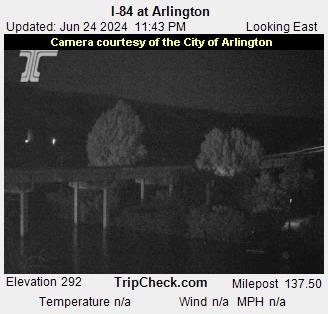 I-84 at Arlington
Updated: Jun 24 2024 11:43 PM Looking East
Camera courtesy of the City of Arlington
Elevation 292 TripCheck.com Milepost 137.50
Temperature n/a Wind n/a MPH n/a